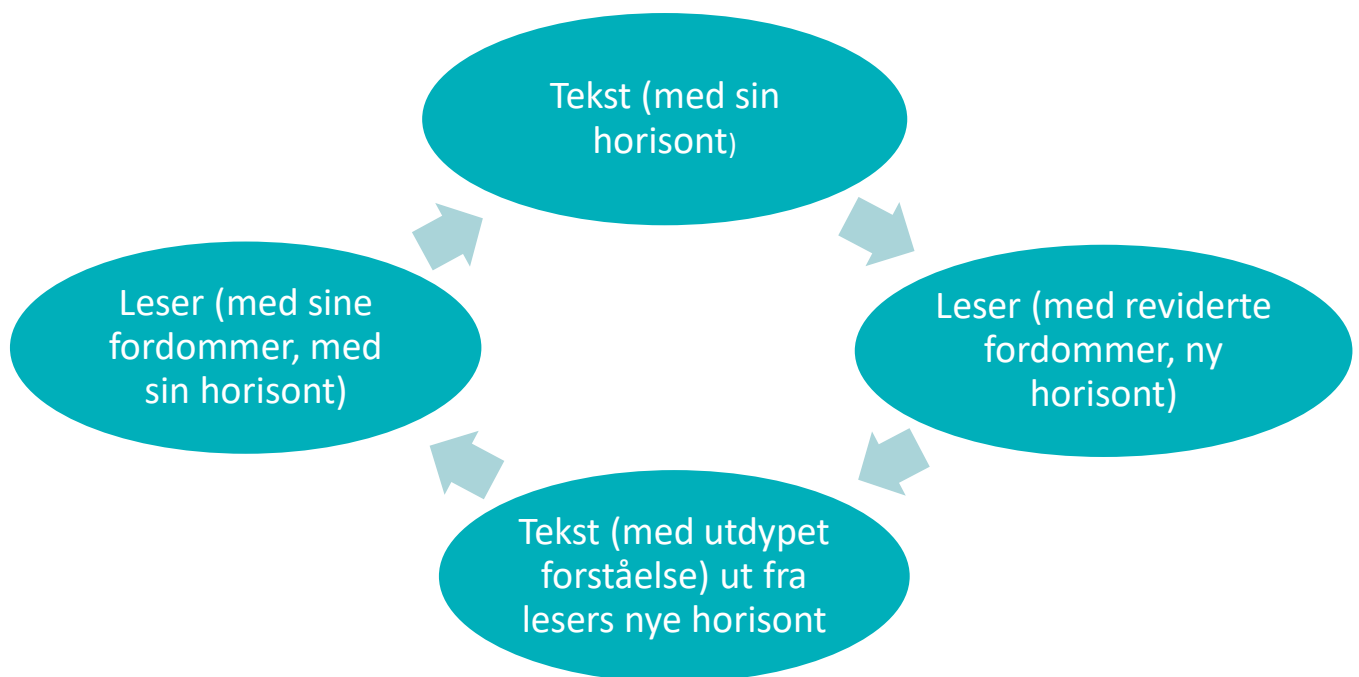 Tekst (med sin
horisont)
Leser (med sine
fordommer, med
sin horisont)
Leser (med reviderte
fordommer, ny
horisont)
Tekst (med utdypet
forståelse) ut fra
lesers nye horisont